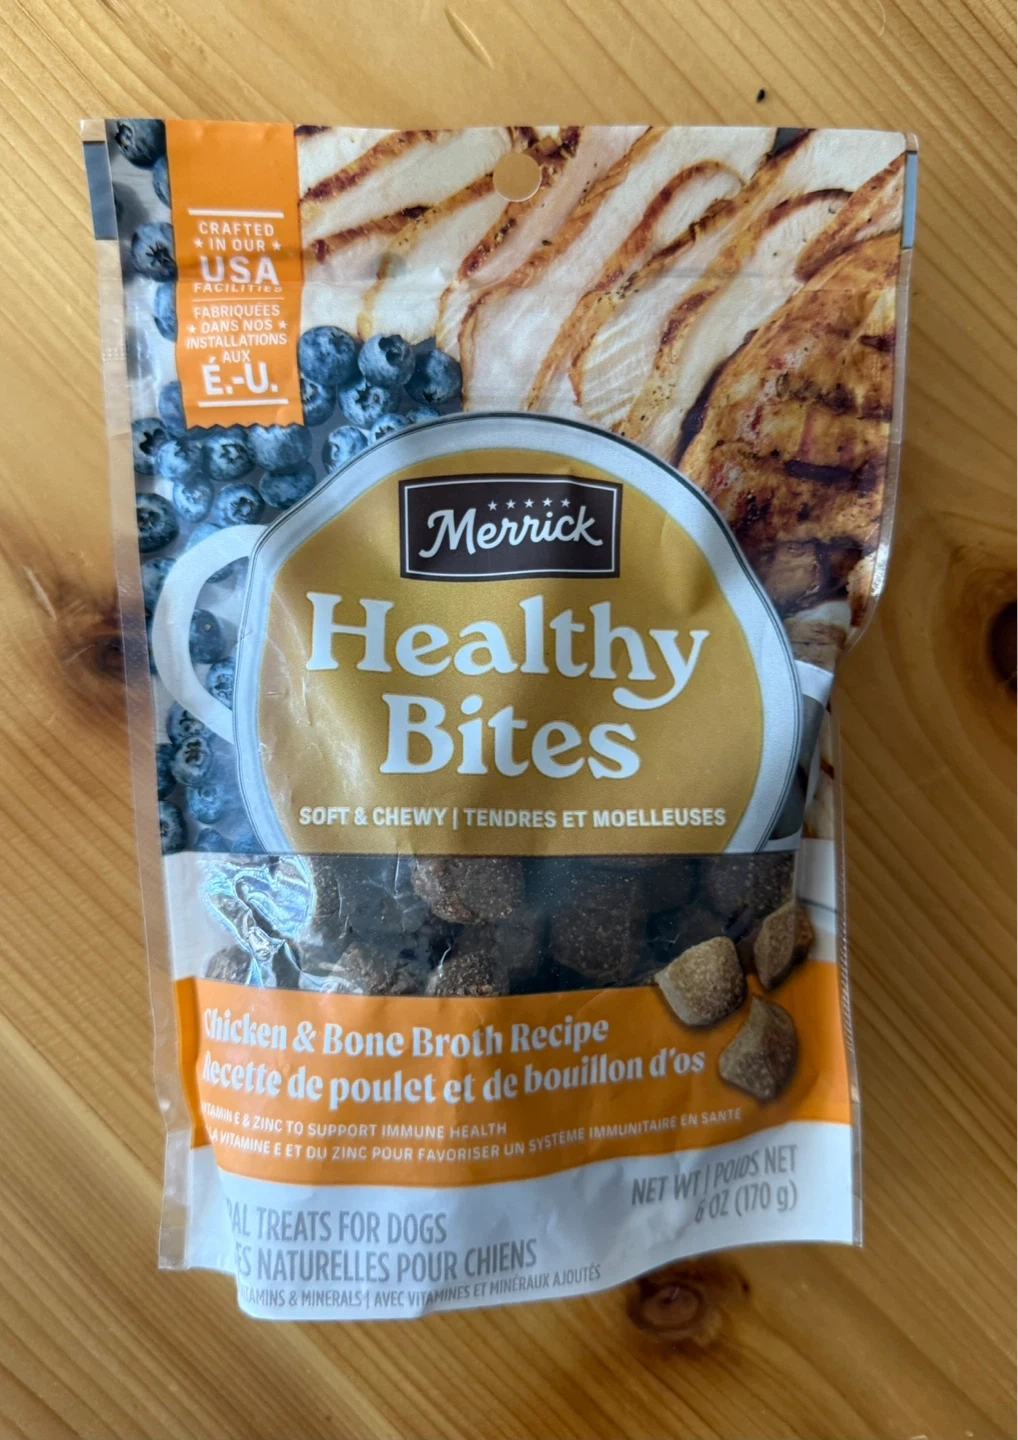 CRAFTED
IN OUR
USA
FACILITIES
FABRIQUÉES
DANS NOS
INSTALLATIONS
AUX
É.-U.
Merrick
Healthy
Bites
SOFT & CHEWY | TENDRES ET MOELLEUSES
Chicken & Bone Broth Recipe
Recette de poulet et de bouillon d'os
VITAMIN E & ZINC TO SUPPORT IMMUNE HEALTH
LA VITAMINE E ET DU ZINC POUR FAVORISER UN SYSTÈME IMMUNITAIRE EN SANTÉ
NET WT | POIDS NET
6 OZ (170 g)
TREATS FOR DOGS
NATURELLES POUR CHIENS
& MINERALS | AVEC VITAMINES ET MINÉRAUX AJOUTÉS